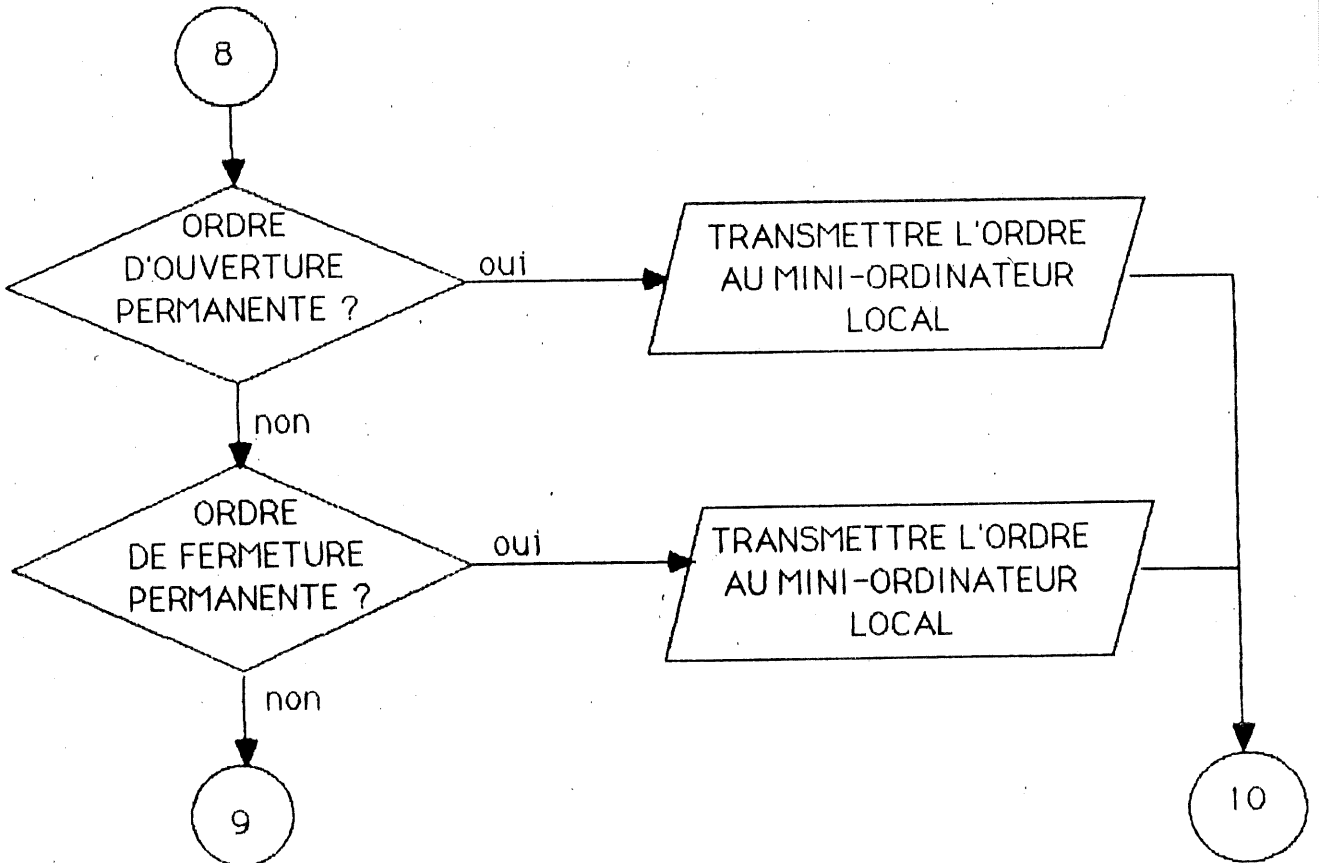 8
ORDRE
D'OUVERTURE
PERMANENTE ?
oui
TRANSMETTRE L'ORDRE
AU MINI-ORDINATEUR
LOCAL
non
ORDRE
DE FERMETURE
PERMANENTE ?
oui
TRANSMETTRE L'ORDRE
AU MINI-ORDINATEUR
LOCAL
non
9
10